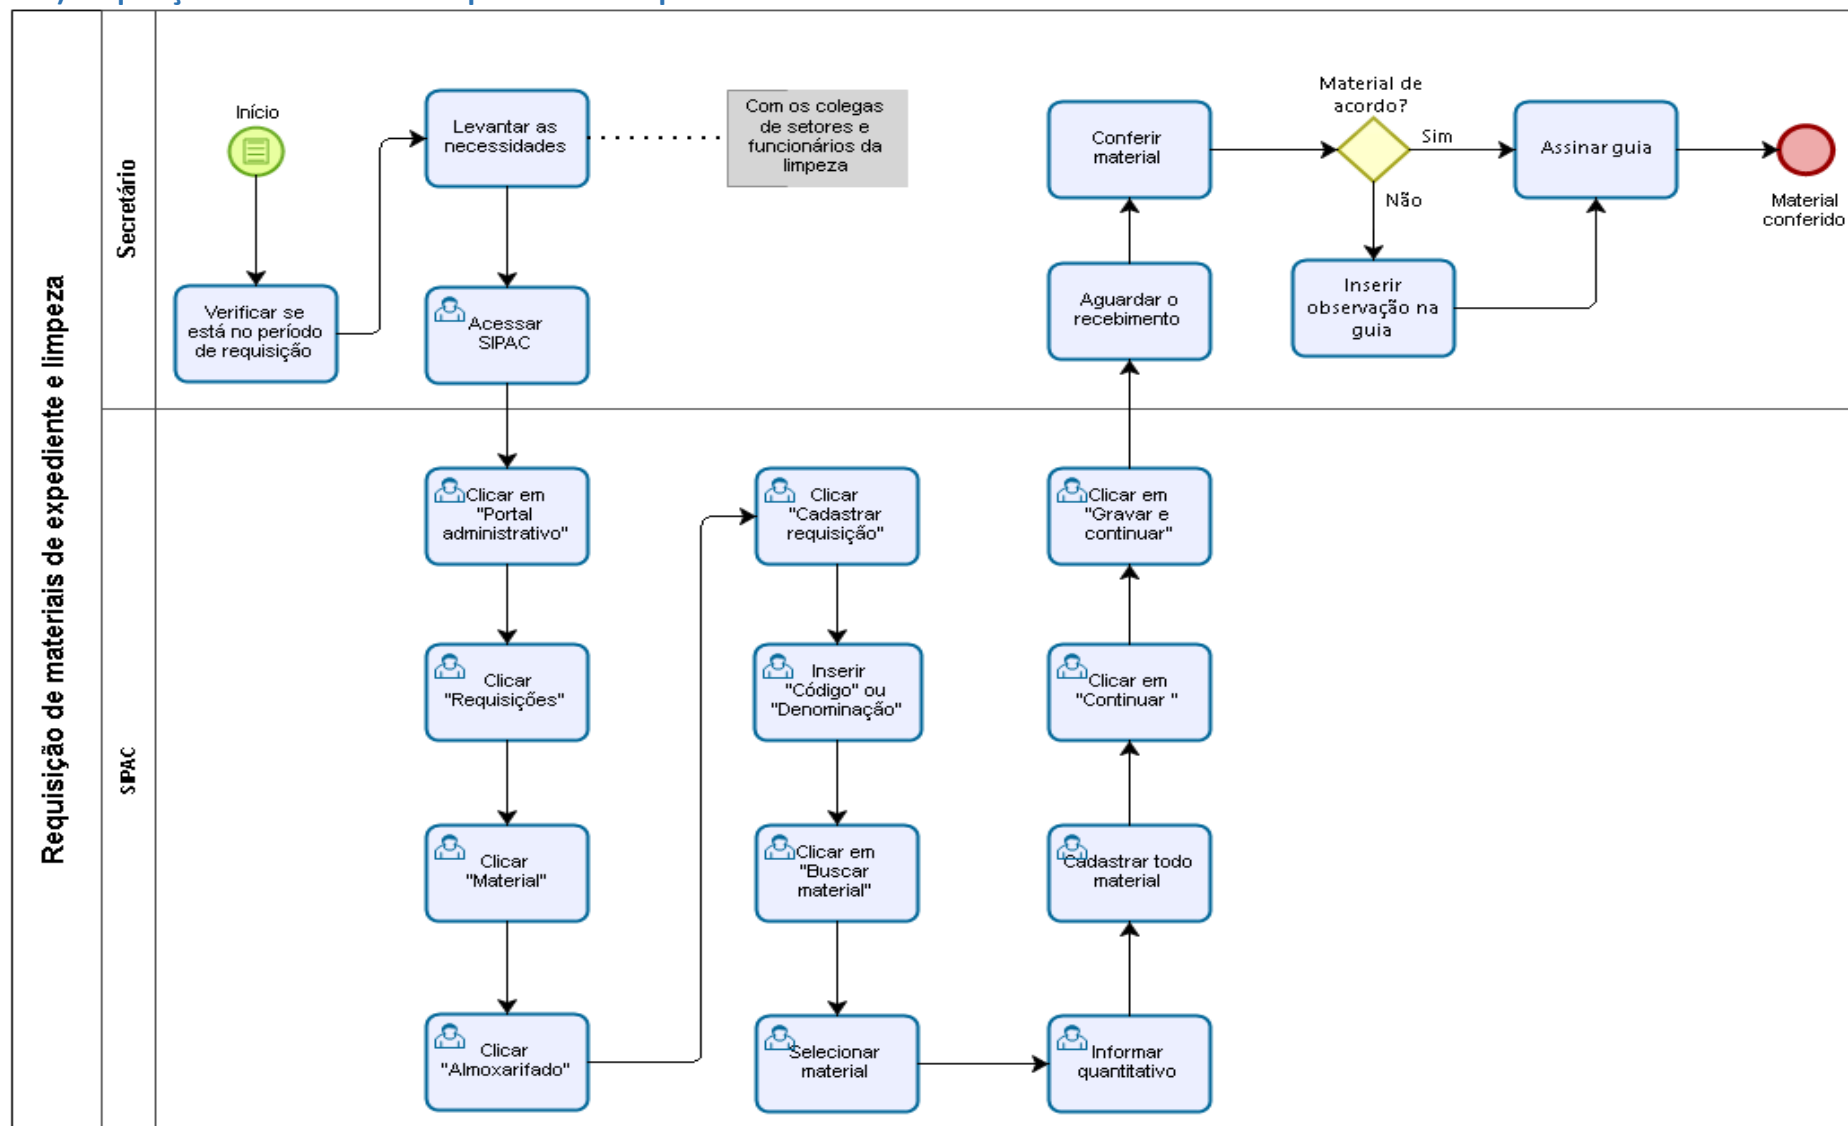 Requisição de materiais de expediente e limpeza
Secretário
Início
Verificar se
está no período
de requisição
Levantar as
necessidades
Com os colegas
de setores e
funcionários da
limpeza
Acessar
SIPAC
Aguardar o
recebimento
Conferir
material
Material de
acordo?
Sim
Não
Inserir
observação na
guia
Assinar guia
Material
conferido
SIPAC
Clicar em
"Portal
administrativo"
Clicar
"Requisições"
Clicar
"Material"
Clicar
"Almoxarifado"
Clicar
"Cadastrar
requisição"
Inserir
"Código" ou
"Denominação"
Clicar em
"Buscar
material"
Selecionar
material
Informar
quantitativo
Cadastrar todo
material
Clicar em
"Continuar "
Clicar em
"Gravar e
continuar"